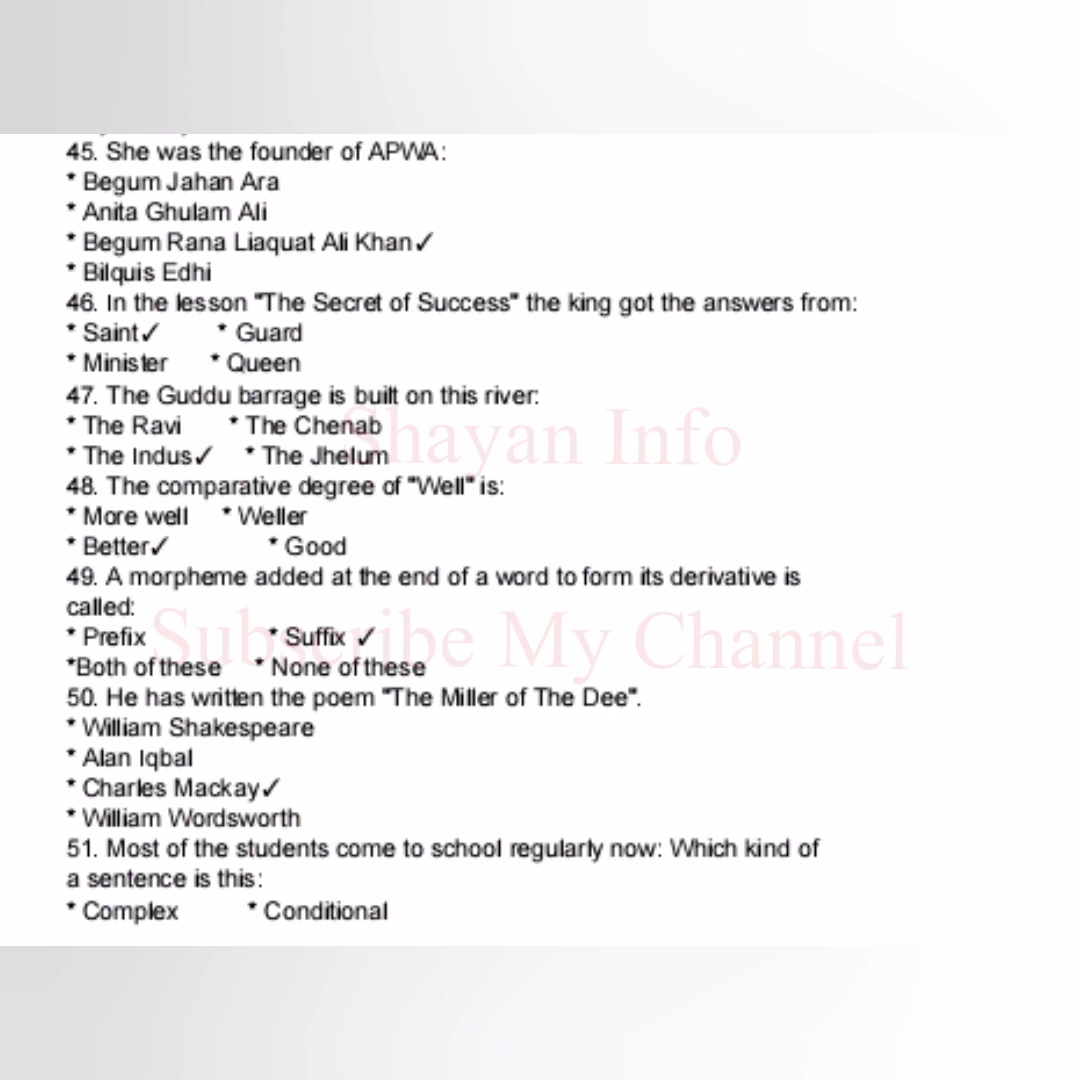 45. She was the founder of APWA:
* Begum Jahan Ara
* Anita Ghulam Ali
* Begum Rana Liaquat Ali Khan✓
* Bilquis Edhi
46. In the lesson "The Secret of Success" the king got the answers from:
* Saint✓ * Guard
* Minister * Queen
47. The Guddu barrage is built on this river:
* The Ravi * The Chenab
Shayan Info
* The Indus✓ * The Jhelum
48. The comparative degree of "Well" is:
* More well * Weller
* Better✓ * Good
49. A morpheme added at the end of a word to form its derivative is
called:
* Prefix * Suffix ✓
Subscribe My Channel
*Both of these * None of these
50. He has written the poem "The Miller of The Dee".
* William Shakespeare
* Alan Iqbal
* Charles Mackay✓
* William Wordsworth
51. Most of the students come to school regularly now: Which kind of
a sentence is this:
* Complex * Conditional